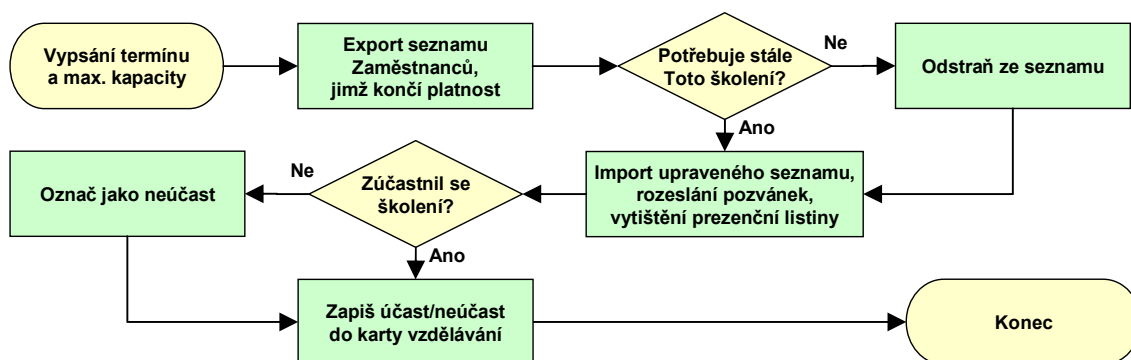 Vypsání termínu
a max. kapacity
Export seznamu
Zaměstnanců,
jimž končí platnost
Potřebuje stále
Toto školení?
Ne
Odstraň ze seznamu
Ano
Označ jako neúčast
Ne
Zúčastnil se
školení?
Import upraveného seznamu,
rozeslání pozvánek,
vytištění prezenční listiny
Ano
Zapiš účast/neúčast
do karty vzdělávání
Konec